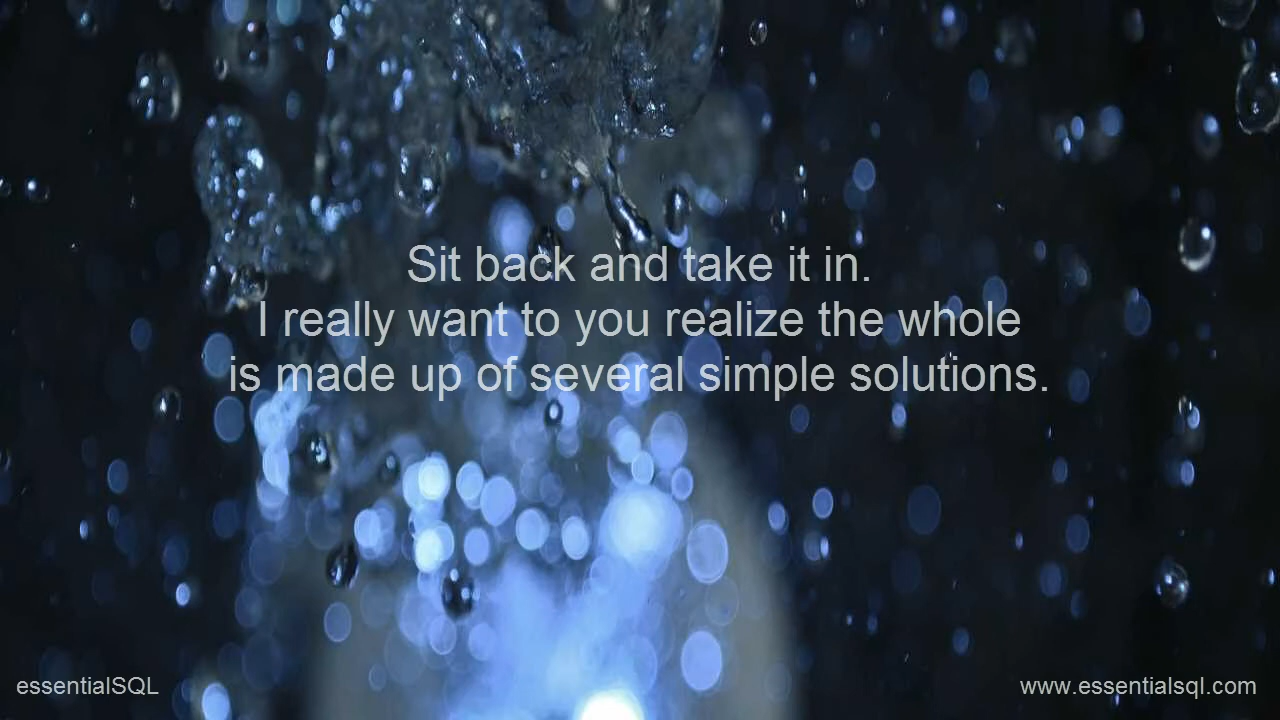 Sit back and take it in.
I really want to you realize the whole
is made up of several simple solutions.
essentialSQL
www.essentialsql.com